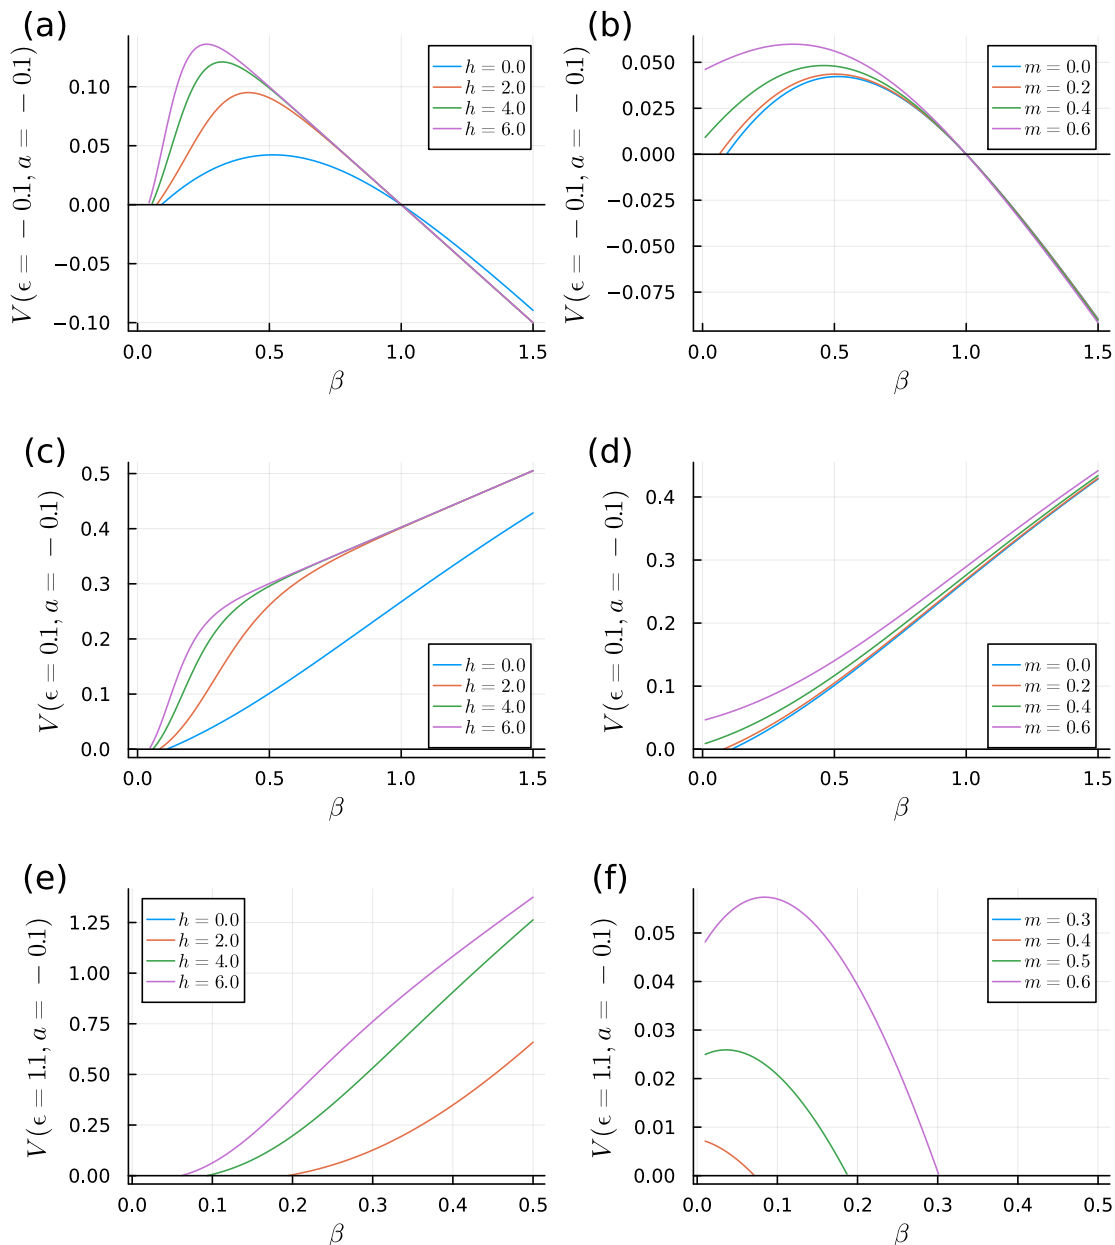 (a)
V(ϵ = −0.1, a = −0.1)
0.10
0.05
0.00
−0.05
−0.10
h = 0.0
h = 2.0
h = 4.0
h = 6.0
0.0 0.5 1.0 1.5
β
(b)
V(ϵ = −0.1, a = −0.1)
0.050
0.025
0.000
−0.025
−0.050
−0.075
m = 0.0
m = 0.2
m = 0.4
m = 0.6
0.0 0.5 1.0 1.5
β
(c)
V(ϵ = 0.1, a = −0.1)
0.5
0.4
0.3
0.2
0.1
0.0
h = 0.0
h = 2.0
h = 4.0
h = 6.0
0.0 0.5 1.0 1.5
β
(d)
V(ϵ = 0.1, a = −0.1)
0.4
0.3
0.2
0.1
0.0
m = 0.0
m = 0.2
m = 0.4
m = 0.6
0.0 0.5 1.0 1.5
β
(e)
V(ϵ = 1.1, a = −0.1)
1.25
1.00
0.75
0.50
0.25
0.00
h = 0.0
h = 2.0
h = 4.0
h = 6.0
0.0 0.1 0.2 0.3 0.4 0.5
β
(f)
V(ϵ = 1.1, a = −0.1)
0.05
0.04
0.03
0.02
0.01
0.00
m = 0.3
m = 0.4
m = 0.5
m = 0.6
0.0 0.1 0.2 0.3 0.4 0.5
β